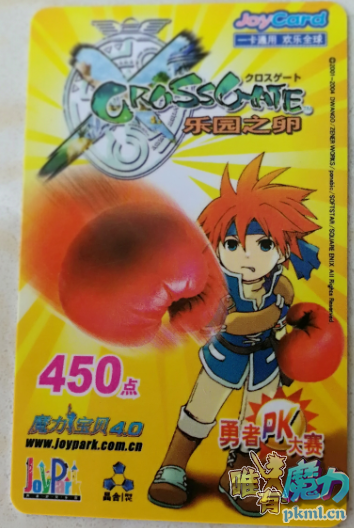 JoyCard
一卡通用 欢乐全球
クロスゲート
CROSSGATE
乐园之卵
450点
魔力宝贝4.0
www.joypark.com.cn
勇者PK大赛
JoyPark
晶合
唯有魔力
pkml.cn